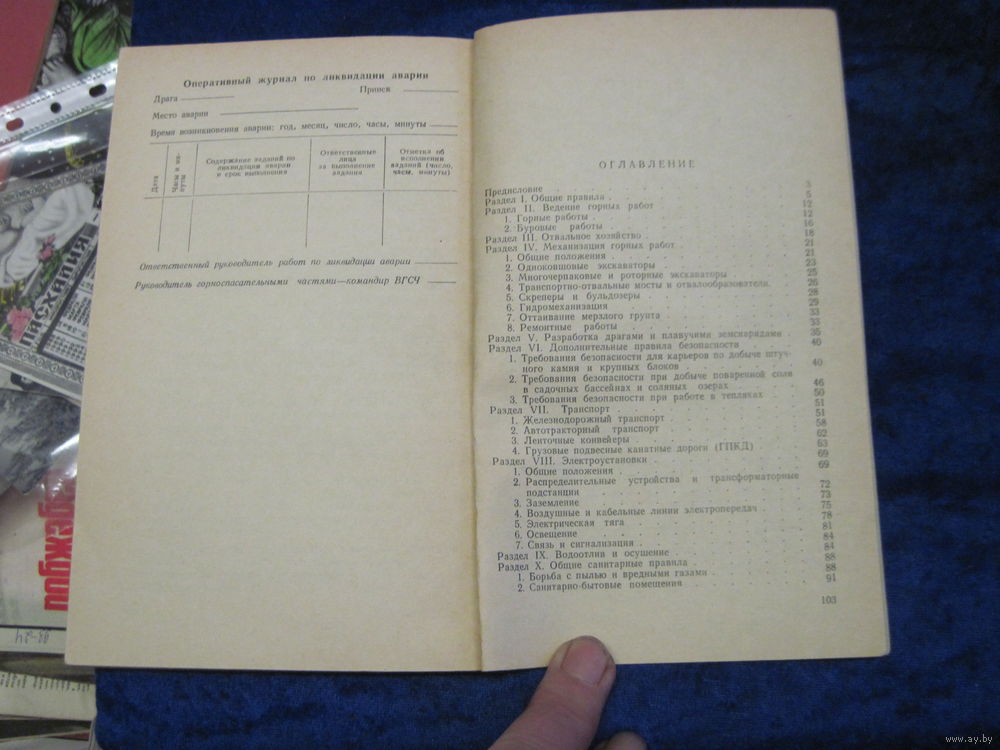 Оперативный журнал по ликвидации аварии
Драга Прииск
Место аварии
Время возникновения аварии: год, месяц, число, часы, минуты
Дата
Часы и ми-
нуты
Содержание заданий по
ликвидации аварии
и срок выполнения
Ответственные
лица
за выполнение
задания
Отметка об
исполнении
заданий (число,
часы, минуты)
Ответственный руководитель работ по ликвидации аварии
Руководитель горноспасательными частями—командир ВГСЧ
ОГЛАВЛЕНИЕ
Предисловие 3
Раздел I. Общие правила 5
Раздел II. Ведение горных работ 12
1. Горные работы 12
2. Буровые работы 16
Раздел III. Отвальное хозяйство 18
Раздел IV. Механизация горных работ 21
1. Общие положения 21
2. Одноковшовые экскаваторы 23
3. Многочерпаковые и роторные экскаваторы 25
4. Транспортно-отвальные мосты и отвалообразователи 26
5. Скреперы и бульдозеры 28
6. Гидромеханизация 29
7. Оттаивание мерзлого грунта 33
8. Ремонтные работы 33
Раздел V. Разработка драгами и плавучими земснарядами 35
Раздел VI. Дополнительные правила безопасности 40
1. Требования безопасности для карьеров по добыче штуч-
ного камня и крупных блоков 40
2. Требования безопасности при добыче поваренной соли
в садочных бассейнах и соляных озерах 46
3. Требования безопасности при работе в тепляках 50
Раздел VII. Транспорт 51
1. Железнодорожный транспорт 51
2. Автотракторный транспорт 58
3. Ленточные конвейеры 62
4. Грузовые подвесные канатные дороги (ГПКД) 63
Раздел VIII. Электроустановки 69
1. Общие положения 69
2. Распределительные устройства и трансформаторные
подстанции 72
3. Заземление 73
4. Воздушные и кабельные линии электропередач 75
5. Электрическая тяга 78
6. Освещение 81
7. Связь и сигнализация 84
Раздел IX. Водоотлив и осушение 84
Раздел X. Общие санитарные правила 88
1. Борьба с пылью и вредными газами 88
2. Санитарно-бытовые помещения 91
103
www.ay.by